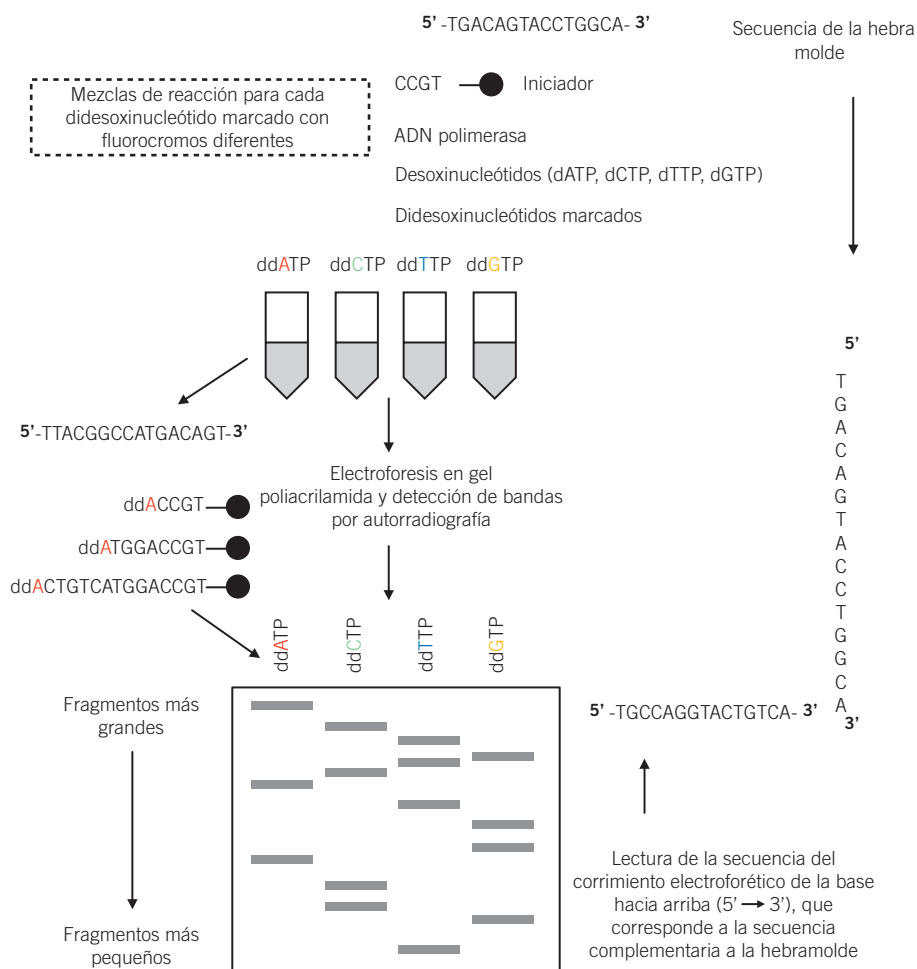 5' -TGACAGTACCTGGCA- 3'
Secuencia de la hebra
molde
Mezclas de reacción para cada
didesoxinucleótido marcado con
fluorocromos diferentes
CCGT
Iniciador
ADN polimerasa
Desoxinucleótidos (dATP, dCTP, dTTP, dGTP)
Didesoxinucleótidos marcados
ddATP ddCTP ddTTP ddGTP
5'-TTACGGCCATGACAGT-3'
Electroforesis en gel
poliacrilamida y detección de bandas
por autorradiografía
ddACCGT
ddATGGACCGT
ddACTGTCATGGACCGT
ddATP
ddCTP
ddTTP
ddGTP
Fragmentos más
grandes
Fragmentos más
pequeños
5'
T
G
A
C
A
G
T
A
C
C
T
G
G
C
A
3'
5' -TGCCAGGTACTGTCA- 3'
Lectura de la secuencia del
corrimiento electroforético de la base
hacia arriba (5' → 3'), que
corresponde a la secuencia
complementaria a la hebramolde